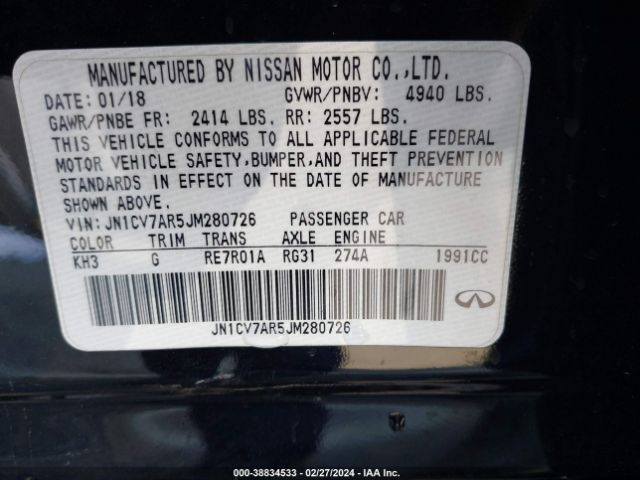 MANUFACTURED BY NISSAN MOTOR CO.,LTD.
DATE: 01/18 GVWR/PNBV: 4940 LBS.
GAWR/PNBE FR: 2414 LBS. RR: 2557 LBS.
THIS VEHICLE CONFORMS TO ALL APPLICABLE FEDERAL
MOTOR VEHICLE SAFETY,BUMPER,AND THEFT PREVENTION
STANDARDS IN EFFECT ON THE DATE OF MANUFACTURE
SHOWN ABOVE.
VIN: JN1CV7AR5JM280726 PASSENGER CAR
COLOR TRIM TRANS AXLE ENGINE
KH3 G RE7R01A RG31 274A 1991CC
JN1CV7AR5JM280726
000-38834533 - 02/27/2024 - IAA Inc.